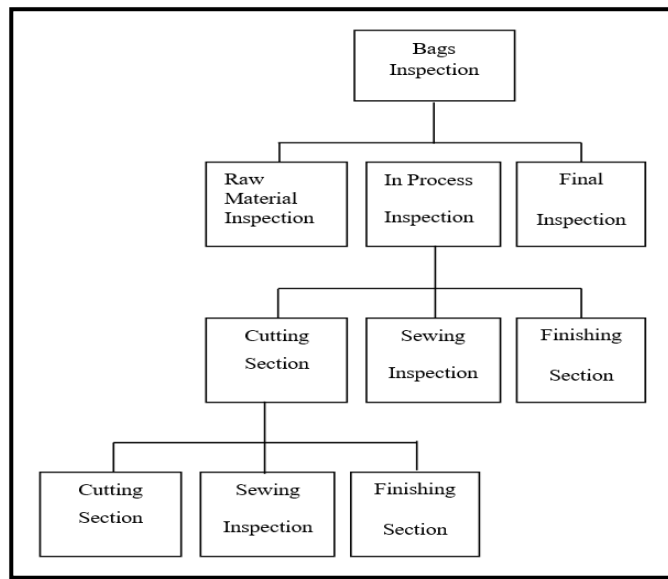 Bags
Inspection
Raw
Material
Inspection
In Process
Inspection
Final
Inspection
Cutting
Section
Sewing
Inspection
Finishing
Section
Cutting
Section
Sewing
Inspection
Finishing
Section